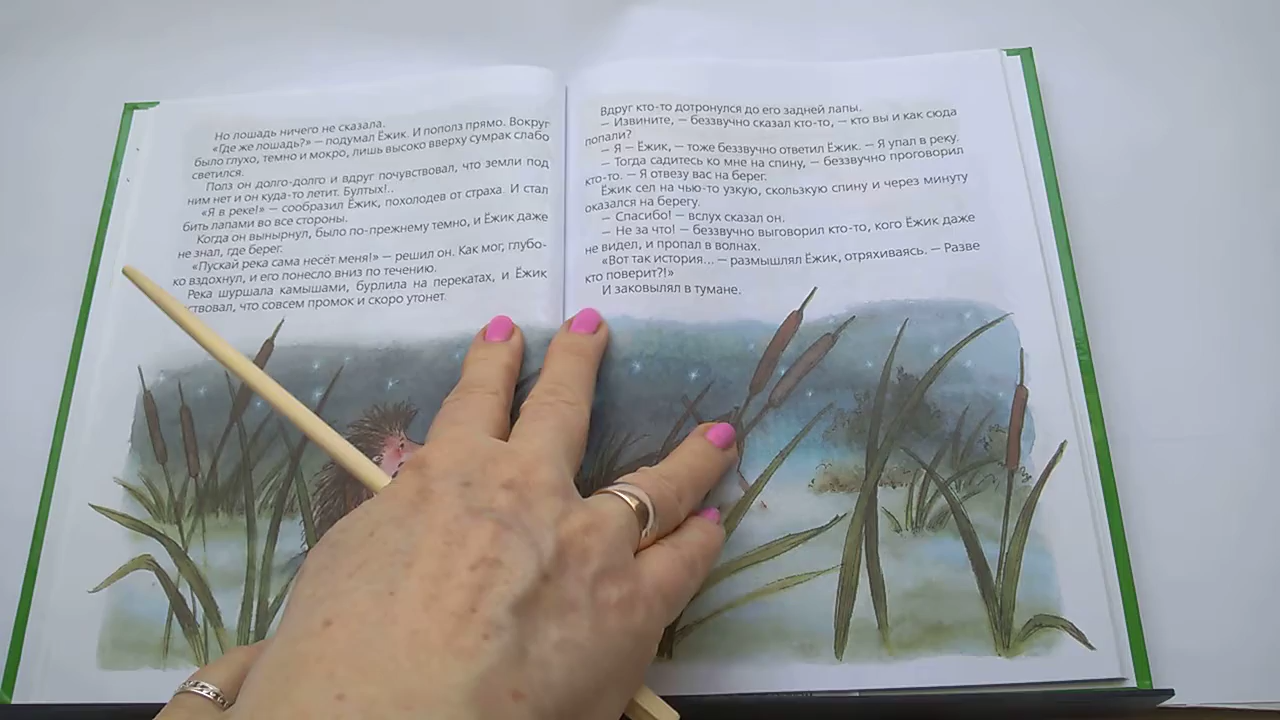 Но лошадь ничего не сказала.
«Где же лошадь?» — подумал Ёжик. И пополз прямо. Вокруг
было глухо, темно и мокро, лишь высоко вверху сумрак слабо
светился.
Полз он долго-долго и вдруг почувствовал, что земли под
ним нет и он куда-то летит. Бултых!..
«Я в реке!» — сообразил Ёжик, похолодев от страха. И стал
бить лапами во все стороны.
Когда он вынырнул, было по-прежнему темно, и Ёжик даже
не знал, где берег.
«Пускай река сама несёт меня!» — решил он. Как мог, глубо-
ко вздохнул, и его понесло вниз по течению.
Река шуршала камышами, бурлила на перекатах, и Ёжик
ствовал, что совсем промок и скоро утонет.
Вдруг кто-то дотронулся до его задней лапы.
— Извините, — беззвучно сказал кто-то, — кто вы и как сюда
попали?
— Я — Ёжик, — тоже беззвучно ответил Ёжик. — Я упал в реку.
— Тогда садитесь ко мне на спину, — беззвучно проговорил
кто-то. — Я отвезу вас на берег.
Ёжик сел на чью-то узкую, скользкую спину и через минуту
оказался на берегу.
— Спасибо! — вслух сказал он.
— Не за что! — беззвучно выговорил кто-то, кого Ёжик даже
не видел, и пропал в волнах.
«Вот так история... — размышлял Ёжик, отряхиваясь. — Разве
кто поверит?!»
И заковылял в тумане.